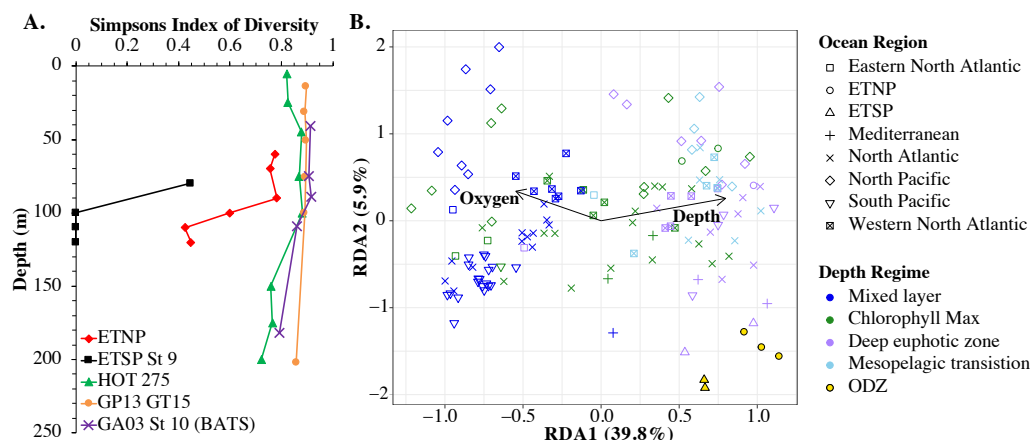 A.
Simpsons Index of Diversity
0
0.2
0.4
0.6
0.8
1
0
50
100
150
200
250
Depth (m)
ETNP
ETSP St 9
HOT 275
GP13 GT15
GA03 St 10 (BATS)
B.
2
1
0
−1
−2
RDA2 (5.9%)
Oxygen
Depth
−1.0
−0.5
0.0
0.5
1.0
RDA1 (39.8%)
Ocean Region
Eastern North Atlantic
ETNP
ETSP
Mediterranean
North Atlantic
North Pacific
South Pacific
Western North Atlantic
Depth Regime
Mixed layer
Chlorophyll Max
Deep euphotic zone
Mesopelagic transistion
ODZ